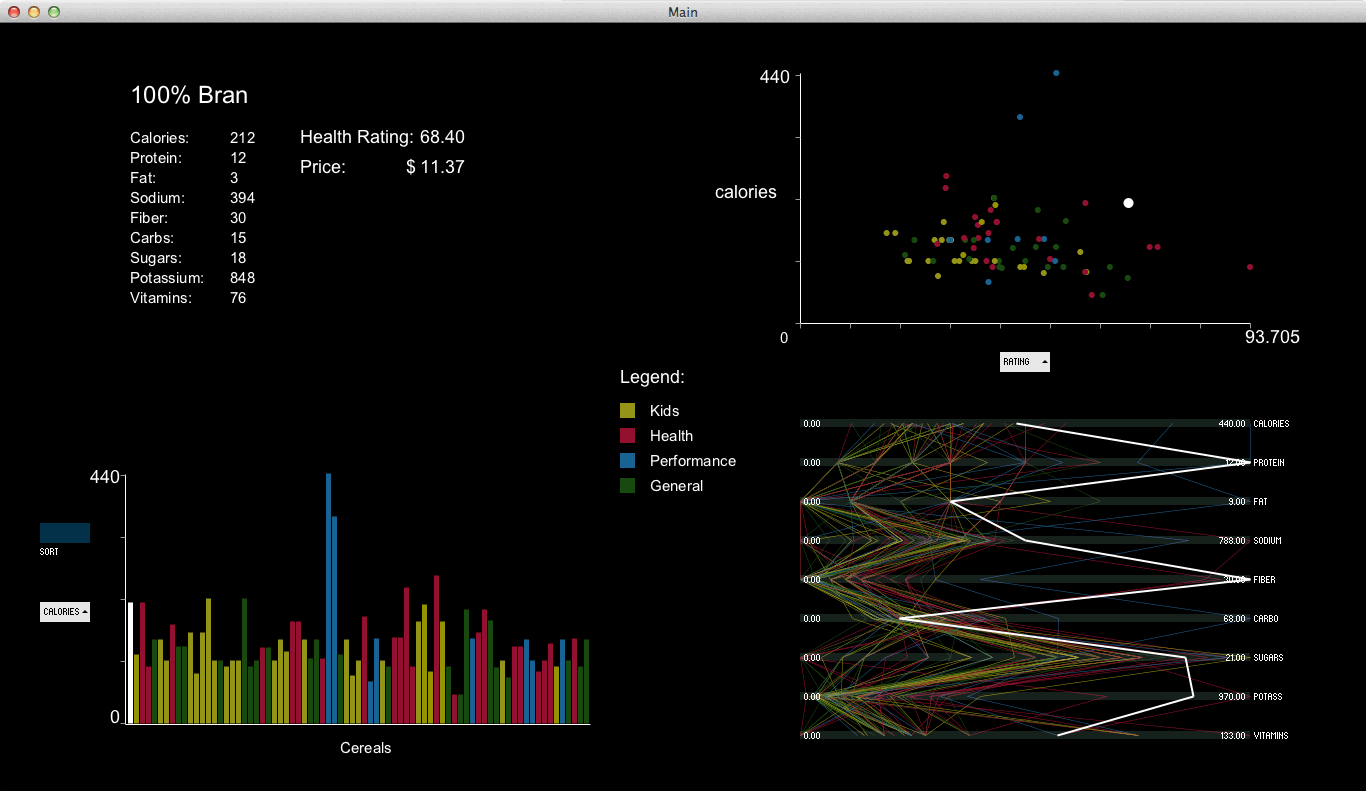 Main
100% Bran
Calories: 212
Protein: 12
Fat: 3
Sodium: 394
Fiber: 30
Carbs: 15
Sugars: 18
Potassium: 848
Vitamins: 76
Health Rating: 68.40
Price: $ 11.37
440
calories
0
93.705
RATING
Legend:
Kids
Health
Performance
General
440
SORT
CALORIES
0
Cereals
0.00 440.00 CALORIES
0.00 12.00 PROTEIN
0.00 9.00 FAT
0.00 788.00 SODIUM
0.00 30.00 FIBER
0.00 68.00 CARBO
0.00 21.00 SUGARS
0.00 970.00 POTASS
0.00 133.00 VITAMINS